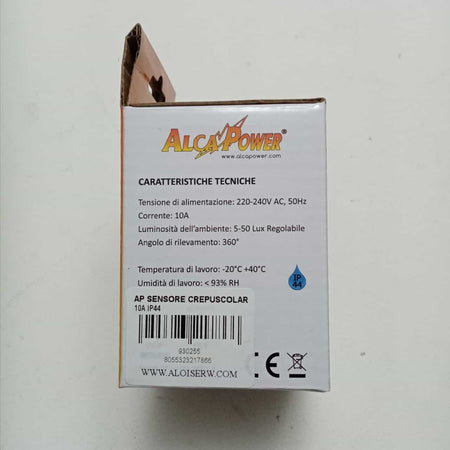 ALCAPOWER®
www.alcapower.com
CARATTERISTICHE TECNICHE
Tensione di alimentazione: 220-240V AC, 50Hz
Corrente: 10A
Luminosità dell'ambiente: 5-50 Lux Regolabile
Angolo di rilevamento: 360°
Temperatura di lavoro: -20°C +40°C
Umidità di lavoro: < 93% RH
IP
44
AP SENSORE CREPUSCOLAR
10A IP44
930255
8055323217866
WWW.ALOISERW.COM
CE